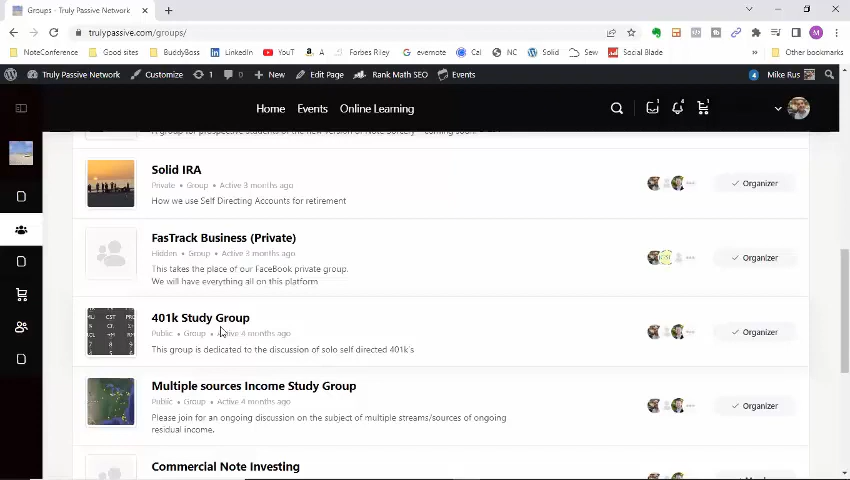 Groups - Truly Passive Network
trulypassive.com/groups/
NoteConference
Good sites
BuddyBoss
LinkedIn
YouT
A
Forbes Riley
evernote
Cal
NC
Solid
Sew
Social Blade
»
Other bookmarks
Truly Passive Network
Customize
1
0
New
Edit Page
Rank Math SEO
Events
4
Mike Rus
Home Events Online Learning
Solid IRA
Private • Group • Active 3 months ago
How we use Self Directing Accounts for retirement
Organizer
FasTrack Business (Private)
Hidden • Group • Active 3 months ago
This takes the place of our FaceBook private group.
We will have everything all on this platform
Organizer
401k Study Group
Public • Group • Active 4 months ago
This group is dedicated to the discussion of solo self directed 401k's
Organizer
Multiple sources Income Study Group
Public • Group • Active 4 months ago
Please join for an ongoing discussion on the subject of multiple streams/sources of ongoing
residual income.
Organizer
Commercial Note Investing